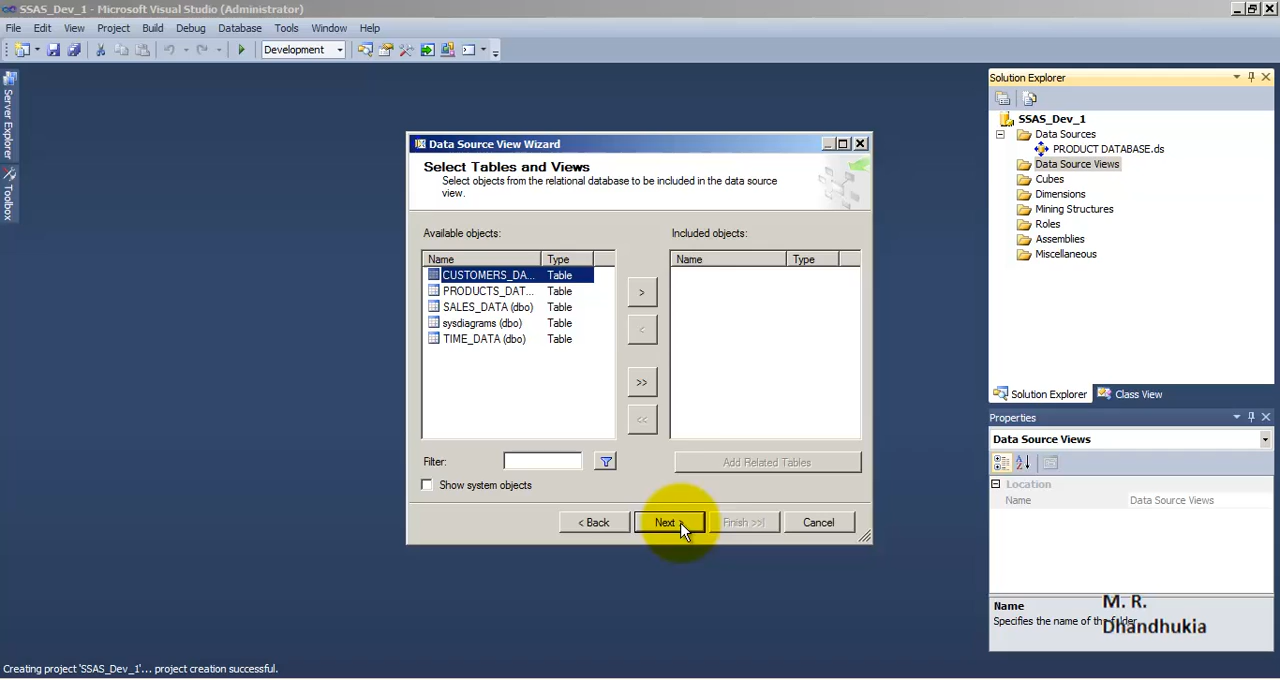 SSAS_Dev_1 - Microsoft Visual Studio (Administrator)
File Edit View Project Build Debug Database Tools Window Help
Development
Server Explorer
Toolbox
Data Source View Wizard
Select Tables and Views
Select objects from the relational database to be included in the data source
view.
Available objects:
Name Type
CUSTOMERS_DA... Table
PRODUCTS_DAT... Table
SALES_DATA (dbo) Table
sysdiagrams (dbo) Table
TIME_DATA (dbo) Table
>
<
>>
<<
Included objects:
Name Type
Filter:
Add Related Tables
Show system objects
< Back Next > Finish >>| Cancel
Solution Explorer
SSAS_Dev_1
Data Sources
PRODUCT DATABASE.ds
Data Source Views
Cubes
Dimensions
Mining Structures
Roles
Assemblies
Miscellaneous
Solution Explorer Class View
Properties
Data Source Views
Location
Name Data Source Views
Name
Specifies the name of the folder.
M. R.
Dhandhukia
Creating project 'SSAS_Dev_1'... project creation successful.